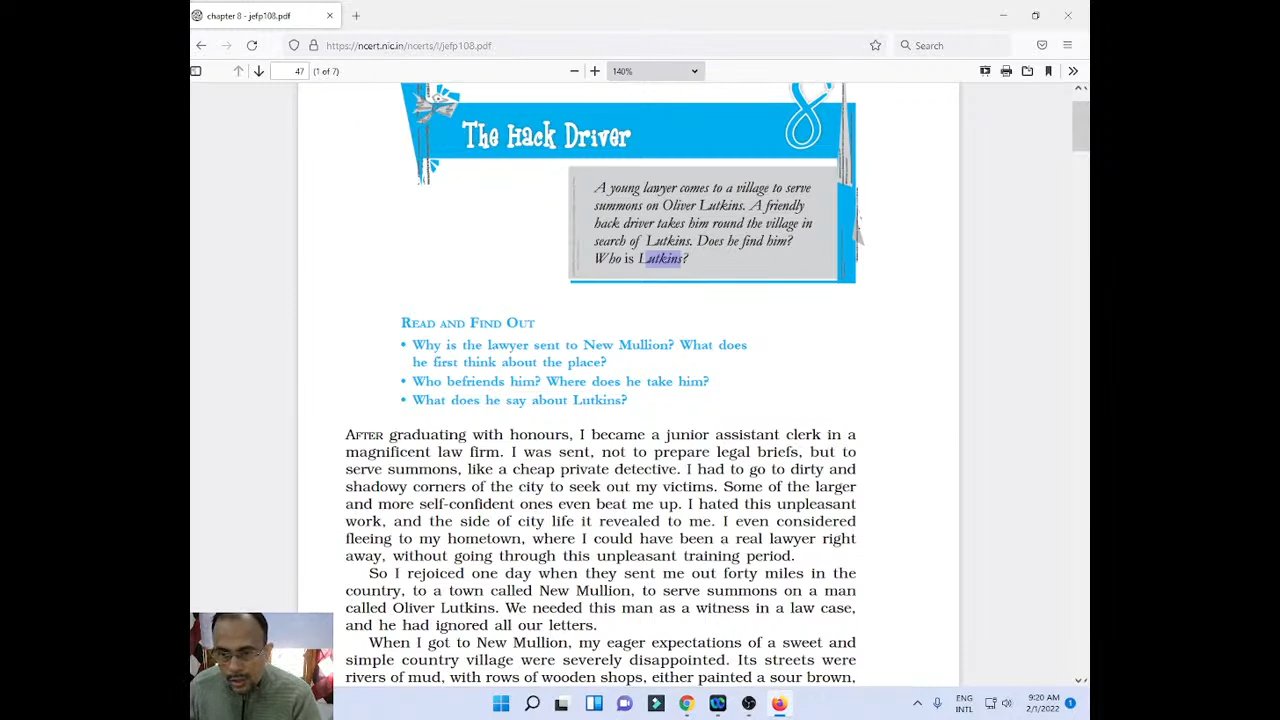 chapter 8 - jefp108.pdf
https://ncert.nic.in/ncerts/l/jefp108.pdf
Search
47 (1 of 7)
140%
8
The Hack Driver
A young lawyer comes to a village to serve
summons on Oliver Lutkins. A friendly
hack driver takes him round the village in
search of Lutkins. Does he find him?
Who is Lutkins?
READ AND FIND OUT
• Why is the lawyer sent to New Mullion? What does
he first think about the place?
• Who befriends him? Where does he take him?
• What does he say about Lutkins?
AFTER graduating with honours, I became a junior assistant clerk in a
magnificent law firm. I was sent, not to prepare legal briefs, but to
serve summons, like a cheap private detective. I had to go to dirty and
shadowy corners of the city to seek out my victims. Some of the larger
and more self-confident ones even beat me up. I hated this unpleasant
work, and the side of city life it revealed to me. I even considered
fleeing to my hometown, where I could have been a real lawyer right
away, without going through this unpleasant training period.
So I rejoiced one day when they sent me out forty miles in the
country, to a town called New Mullion, to serve summons on a man
called Oliver Lutkins. We needed this man as a witness in a law case,
and he had ignored all our letters.
When I got to New Mullion, my eager expectations of a sweet and
simple country village were severely disappointed. Its streets were
rivers of mud, with rows of wooden shops, either painted a sour brown,
ENG
INTL
9:20 AM
2/1/2022
1